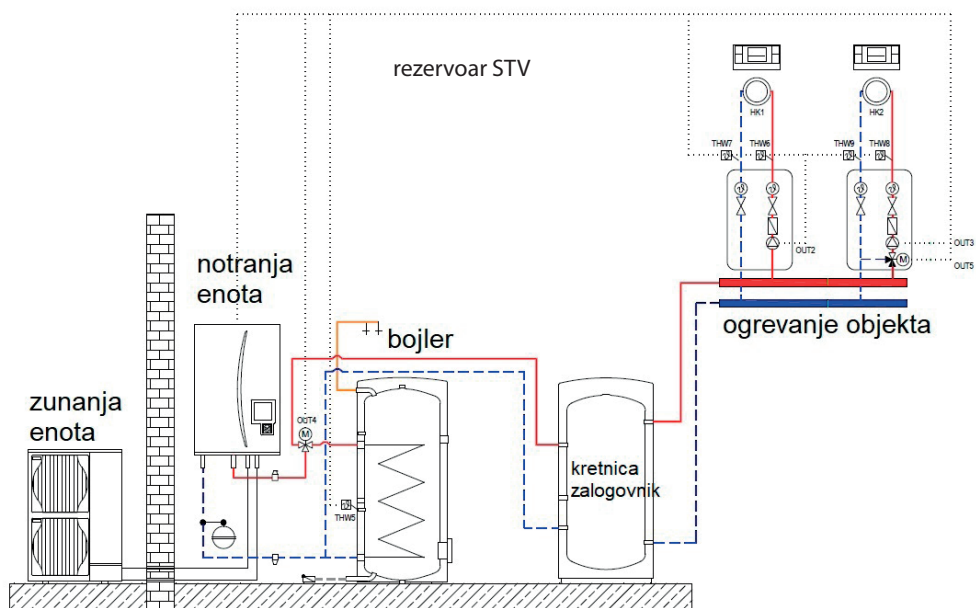 rezervoar STV
HK1
HK2
THW7
THW6
THW9
THW8
OUT2
OUT3
M
OUT5
notranja
enota
ogrevanje objekta
bojler
zunanja
enota
OUT4
M
kretnica
zalogovnik
THW5